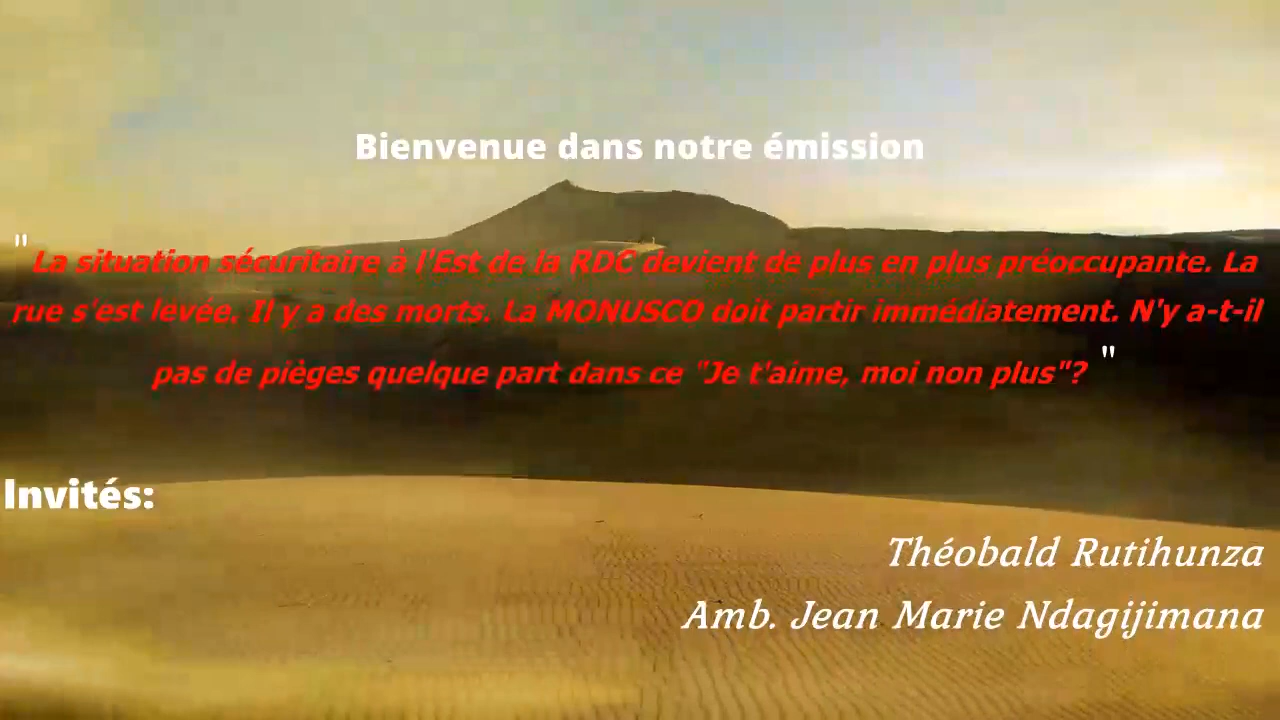 Bienvenue dans notre émission
" La situation sécuritaire à l'Est de la RDC devient de plus en plus préoccupante. La
rue s'est levée. Il y a des morts. La MONUSCO doit partir immédiatement. N'y a-t-il
pas de pièges quelque part dans ce "Je t'aime, moi non plus"? "
Invités:
Théobald Rutihunza
Amb. Jean Marie Ndagijimana